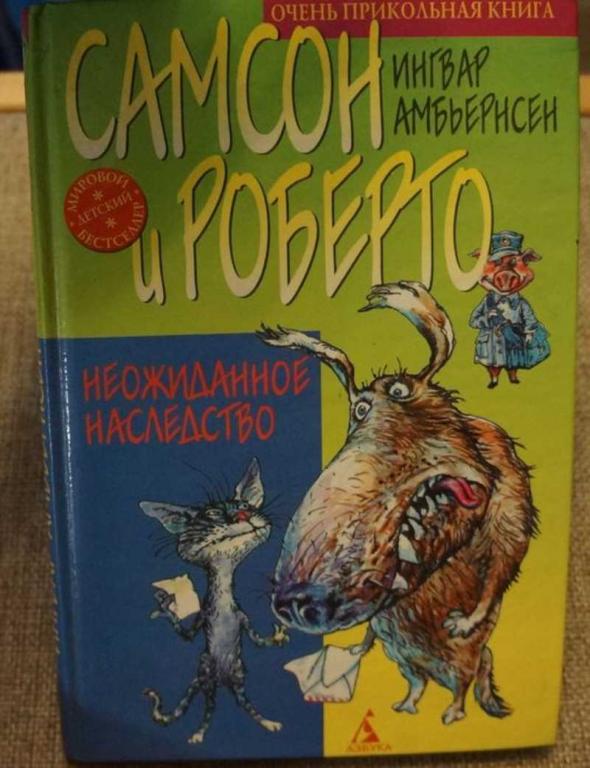 ОЧЕНЬ ПРИКОЛЬНАЯ КНИГА
САМСОН
и РОБЕРТО
ИНГВАР
АМБЬЕРНСЕН
МИРОВОЙ
ДЕТСКИЙ
БЕСТСЕЛЛЕР
НЕОЖИДАННОЕ
НАСЛЕДСТВО
АЗБУКА